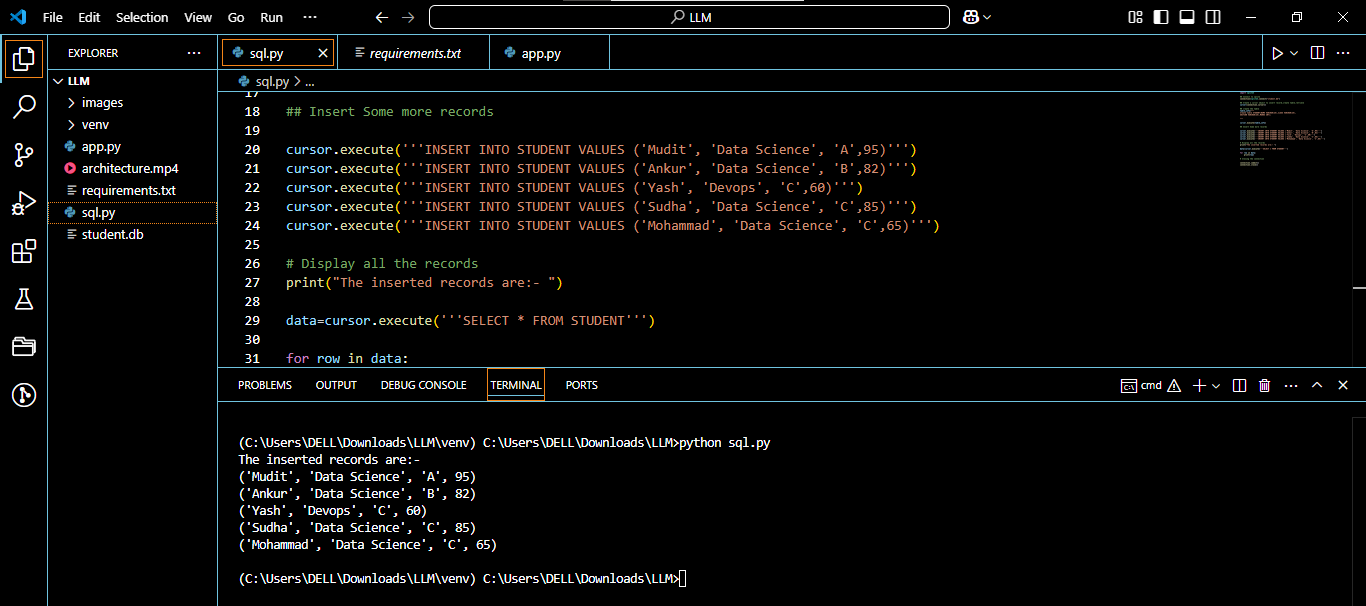 File Edit Selection View Go Run ··· LLM
EXPLORER ···
sql.py requirements.txt app.py
LLM
images
venv
app.py
architecture.mp4
requirements.txt
sql.py
student.db
sql.py > ...
17
18 ## Insert Some more records
19
20 cursor.execute('''INSERT INTO STUDENT VALUES ('Mudit', 'Data Science', 'A',95)''')
21 cursor.execute('''INSERT INTO STUDENT VALUES ('Ankur', 'Data Science', 'B',82)''')
22 cursor.execute('''INSERT INTO STUDENT VALUES ('Yash', 'Devops', 'C',60)''')
23 cursor.execute('''INSERT INTO STUDENT VALUES ('Sudha', 'Data Science', 'C',85)''')
24 cursor.execute('''INSERT INTO STUDENT VALUES ('Mohammad', 'Data Science', 'C',65)''')
25
26 # Display all the records
27 print("The inserted records are:- ")
28
29 data=cursor.execute('''SELECT * FROM STUDENT''')
30
31 for row in data:
PROBLEMS OUTPUT DEBUG CONSOLE TERMINAL PORTS cmd
(C:\Users\DELL\Downloads\LLM\venv) C:\Users\DELL\Downloads\LLM>python sql.py
The inserted records are:-
('Mudit', 'Data Science', 'A', 95)
('Ankur', 'Data Science', 'B', 82)
('Yash', 'Devops', 'C', 60)
('Sudha', 'Data Science', 'C', 85)
('Mohammad', 'Data Science', 'C', 65)
(C:\Users\DELL\Downloads\LLM\venv) C:\Users\DELL\Downloads\LLM>